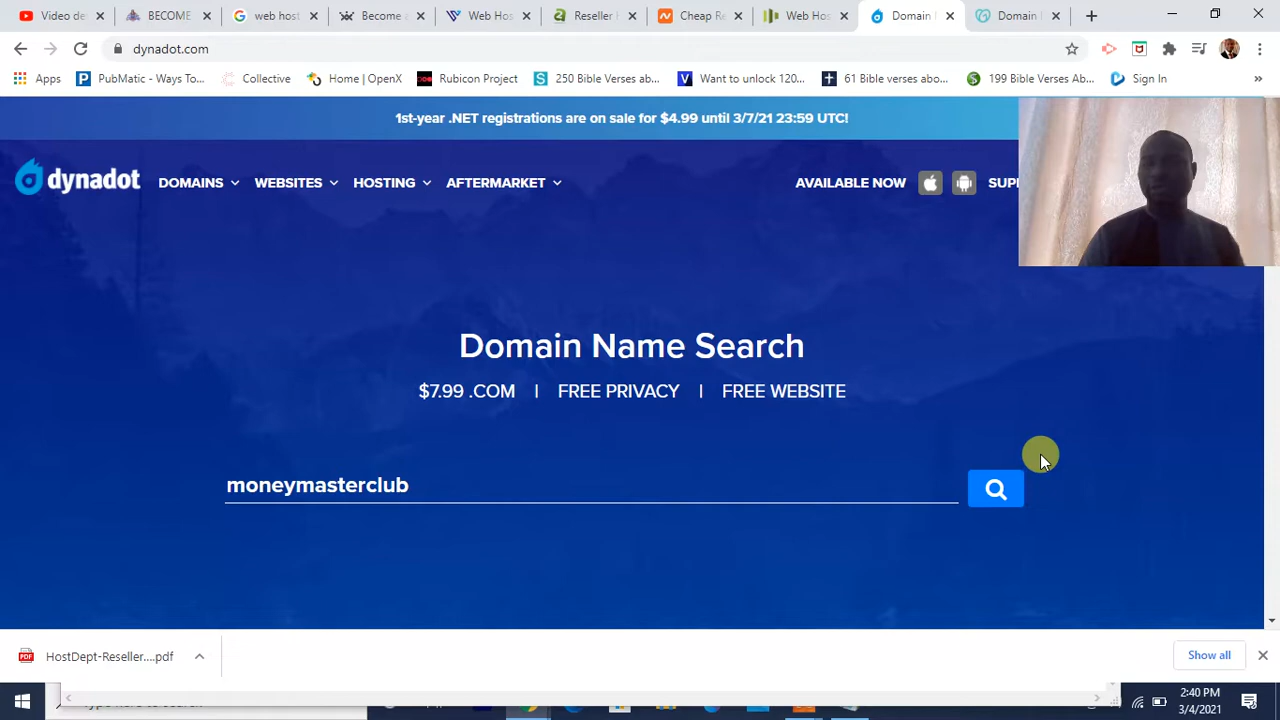 Video de
BECOME
web host
Become a
Web Hos
Reseller
Cheap Re
Web Hos
Domain
Domain
dynadot.com
Apps
PubMatic - Ways To...
Collective
Home | OpenX
Rubicon Project
250 Bible Verses ab...
Want to unlock 120...
61 Bible verses abo...
199 Bible Verses Ab...
Sign In
»
1st-year .NET registrations are on sale for $4.99 until 3/7/21 23:59 UTC!
dynadot
DOMAINS
WEBSITES
HOSTING
AFTERMARKET
AVAILABLE NOW
SUP
Domain Name Search
$7.99 .COM | FREE PRIVACY | FREE WEBSITE
moneymasterclub
HostDept-Reseller....pdf
Show all
2:40 PM
3/4/2021